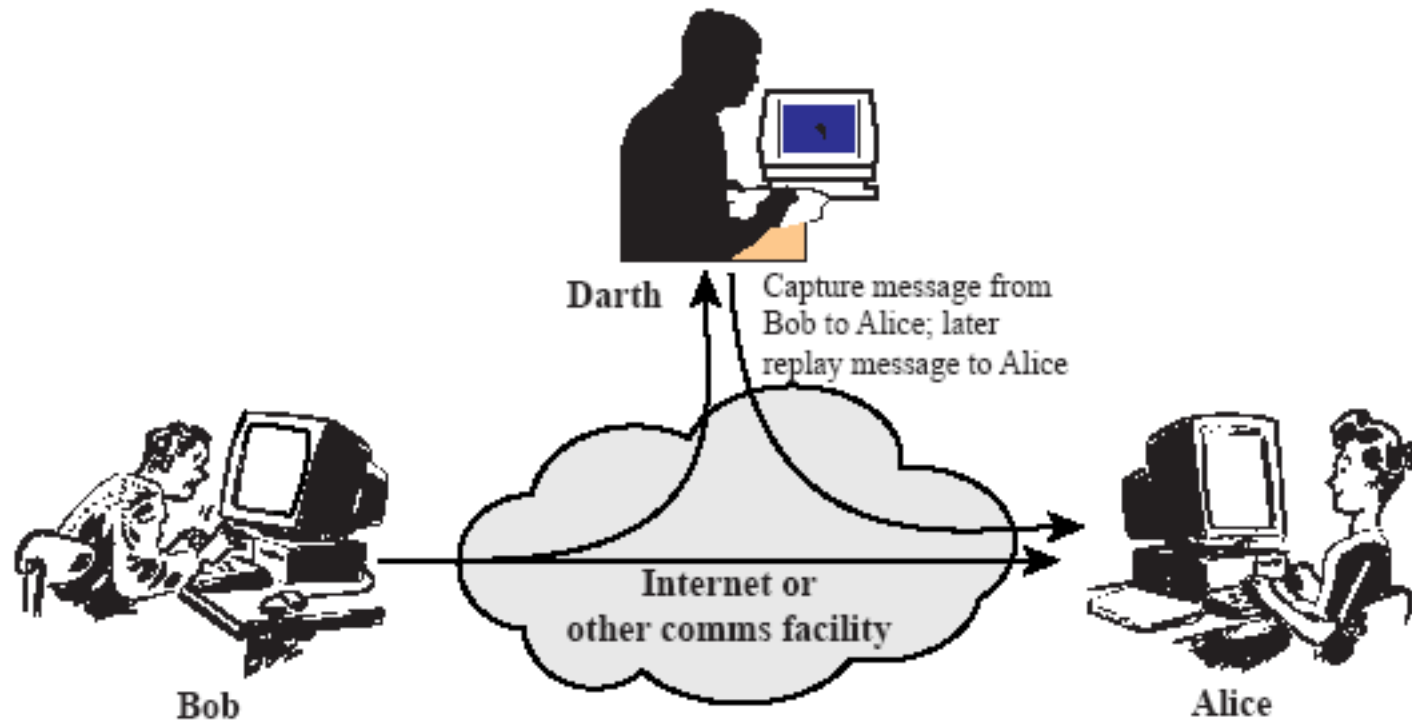 Darth
Capture message from
Bob to Alice; later
replay message to Alice
Internet or
other comms facility
Bob
Alice